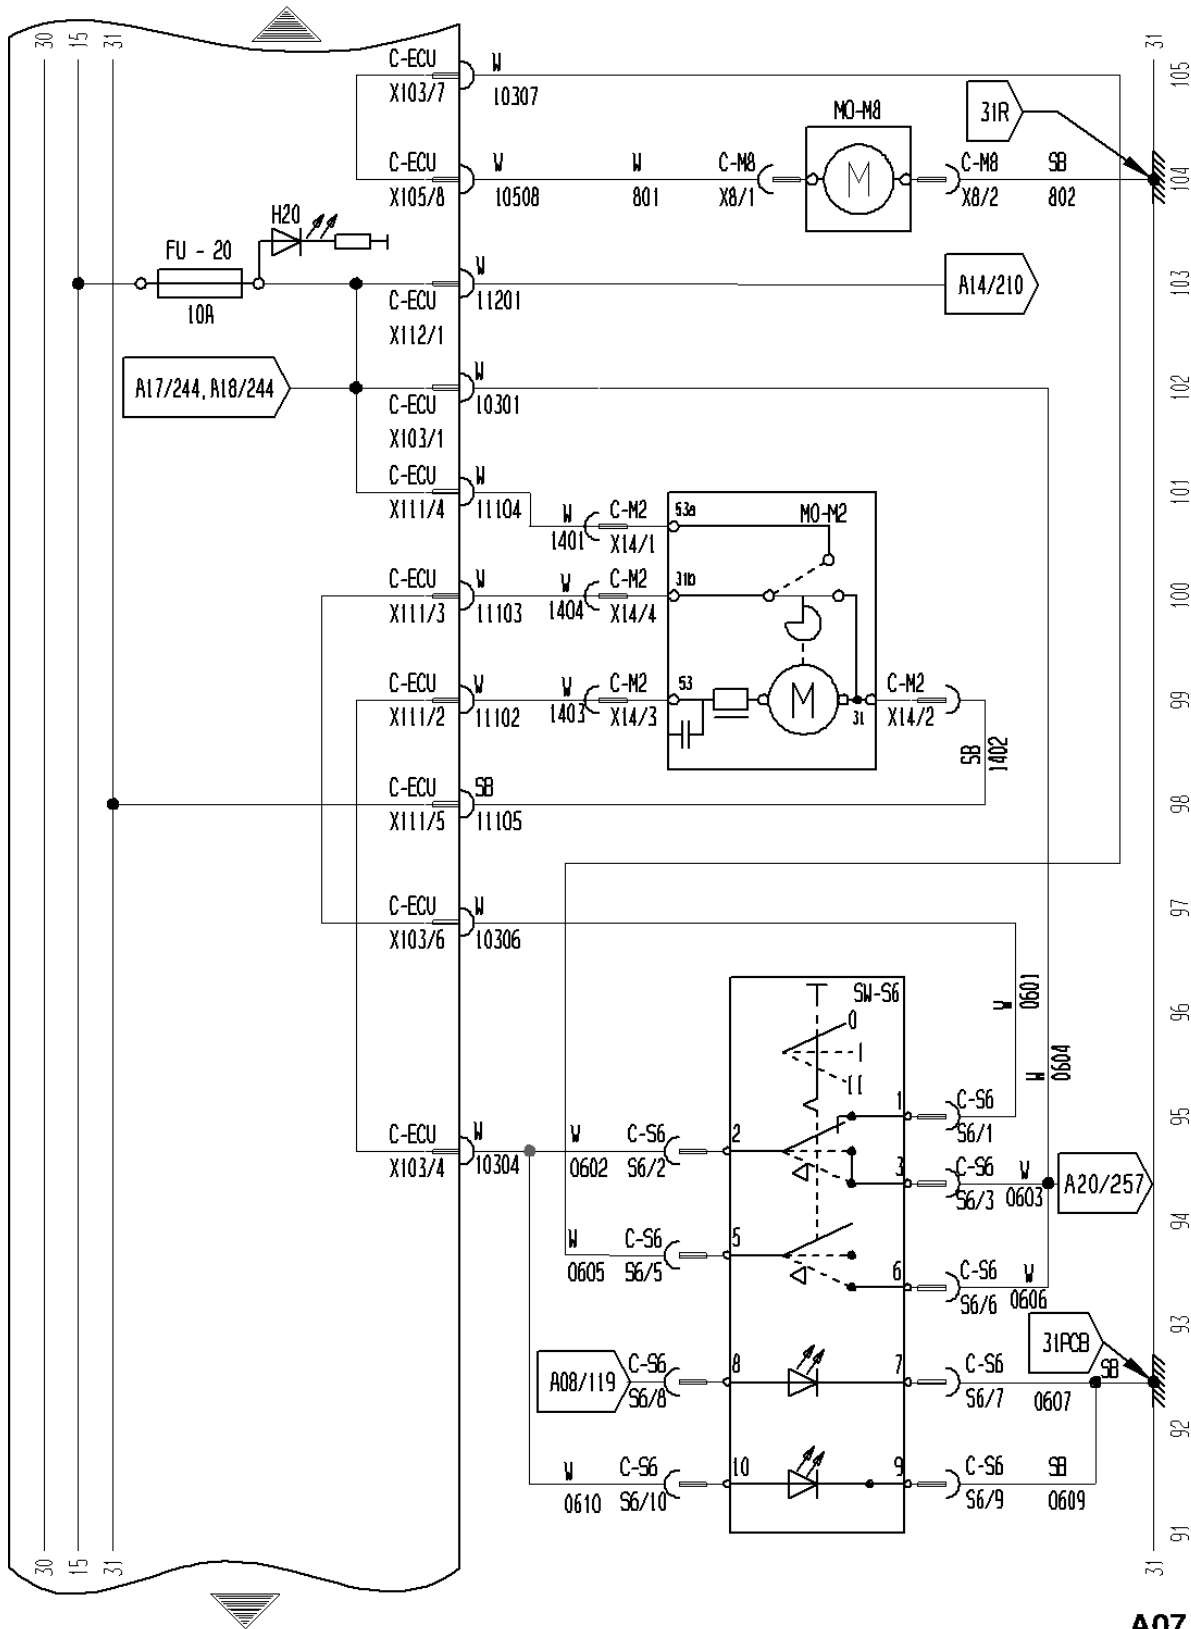 30
15
31
31
105
C-ECU
X103/7
W
10307
MO-M8
31R
C-ECU
X105/8
W
10508
W
801
C-M8
X8/1
M
C-M8
X8/2
SB
802
104
H20
FU - 20
10A
C-ECU
X112/1
W
11201
A14/210
103
A17/244, A18/244
C-ECU
X103/1
W
10301
102
C-ECU
X111/4
W
11104
W
1401
C-M2
X14/1
53a
MO-M2
101
C-ECU
X111/3
W
11103
W
1404
C-M2
X14/4
31b
100
C-ECU
X111/2
W
11102
W
1403
C-M2
X14/3
53
M
31
C-M2
X14/2
99
SB
1402
C-ECU
X111/5
SB
11105
98
C-ECU
X103/6
W
10306
97
SW-S6
0
I
II
W
0601
96
W
0604
C-ECU
X103/4
W
10304
W
0602
C-S6
S6/2
2
1
C-S6
S6/1
95
3
C-S6
S6/3
W
0603
A20/257
94
W
0605
C-S6
S6/5
5
6
C-S6
S6/6
W
0606
93
31PCB
A08/119
C-S6
S6/8
8
7
C-S6
S6/7
0607
SB
92
W
0610
C-S6
S6/10
10
9
C-S6
S6/9
SB
0609
91
30
15
31
31
A07